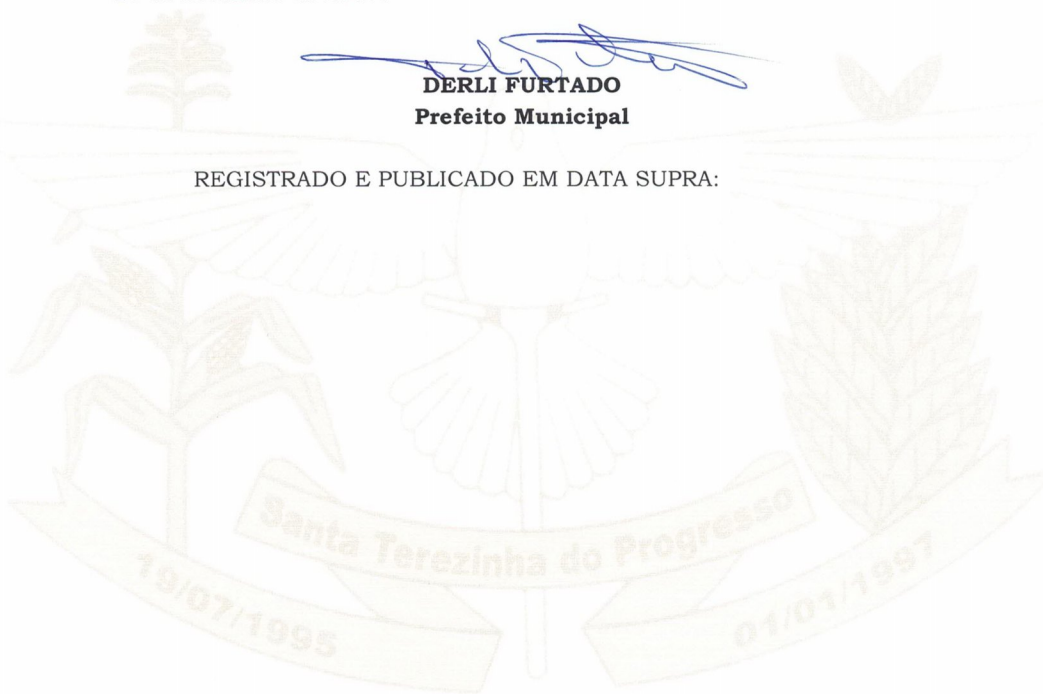 DERLI FURTADO
Prefeito Municipal
REGISTRADO E PUBLICADO EM DATA SUPRA:
Santa Terezinha do Progresso
19/07/1995
01/01/1997